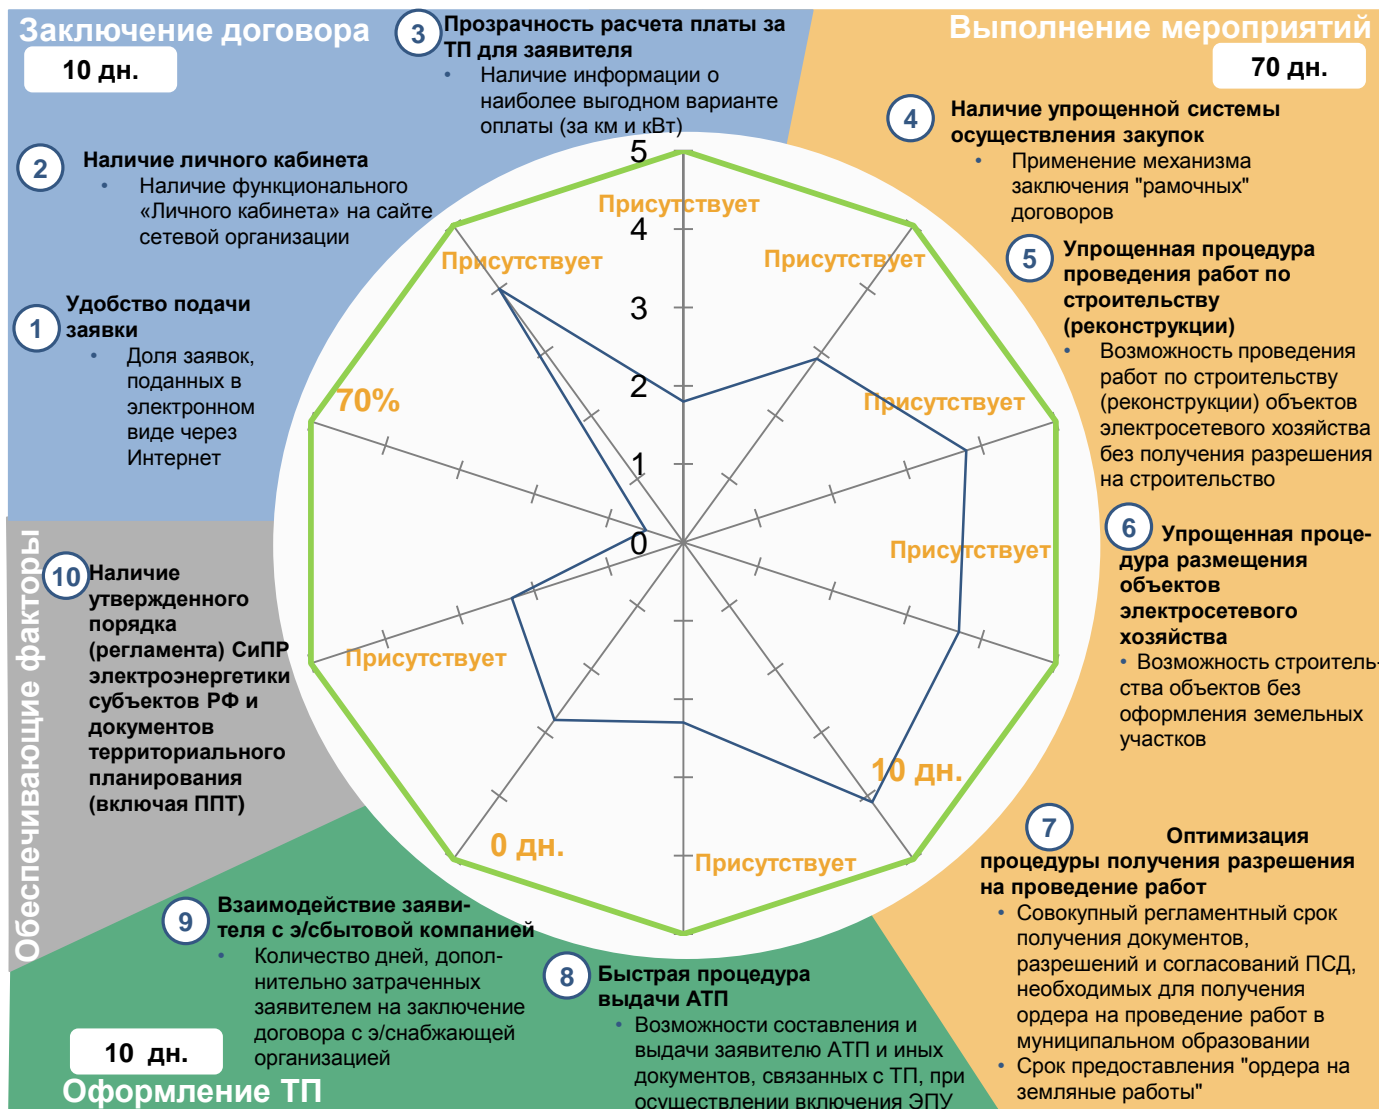 Заключение договора
10 дн.
3
Прозрачность расчета платы за
ТП для заявителя
• Наличие информации о
наиболее выгодном варианте
оплаты (за км и кВт)
2
Наличие личного кабинета
• Наличие функционального
«Личного кабинета» на сайте
сетевой организации
1
Удобство подачи
заявки
• Доля заявок,
поданных в
электронном
виде через
Интернет
Выполнение мероприятий
70 дн.
4
Наличие упрощенной системы
осуществления закупок
• Применение механизма
заключения "рамочных"
договоров
5
Упрощенная процедура
проведения работ по
строительству
(реконструкции)
• Возможность проведения
работ по строительству
(реконструкции) объектов
электросетевого хозяйства
без получения разрешения
на строительство
6
Упрощенная проце-
дура размещения
объектов
электросетевого
хозяйства
• Возможность строитель-
ства объектов без
оформления земельных
участков
7
Оптимизация
процедуры получения разрешения
на проведение работ
• Совокупный регламентный срок
получения документов,
разрешений и согласований ПСД,
необходимых для получения
ордера на проведение работ в
муниципальном образовании
• Срок предоставления "ордера на
земляные работы"
5
4
3
2
1
0
Присутствует
Присутствует
Присутствует
70%
Присутствует
Присутствует
Присутствует
10 дн.
0 дн.
Присутствует
Обеспечивающие факторы
10
Наличие
утвержденного
порядка
(регламента) СиПР
электроэнергетики
субъектов РФ и
документов
территориального
планирования
(включая ППТ)
9
Взаимодействие заяви-
теля с э/сбытовой компанией
• Количество дней, допол-
нительно затраченных
заявителем на заключение
договора с э/снабжающей
организацией
10 дн.
Оформление ТП
8
Быстрая процедура
выдачи АТП
• Возможности составления и
выдачи заявителю АТП и иных
документов, связанных с ТП, при
осуществлении включения ЭПУ